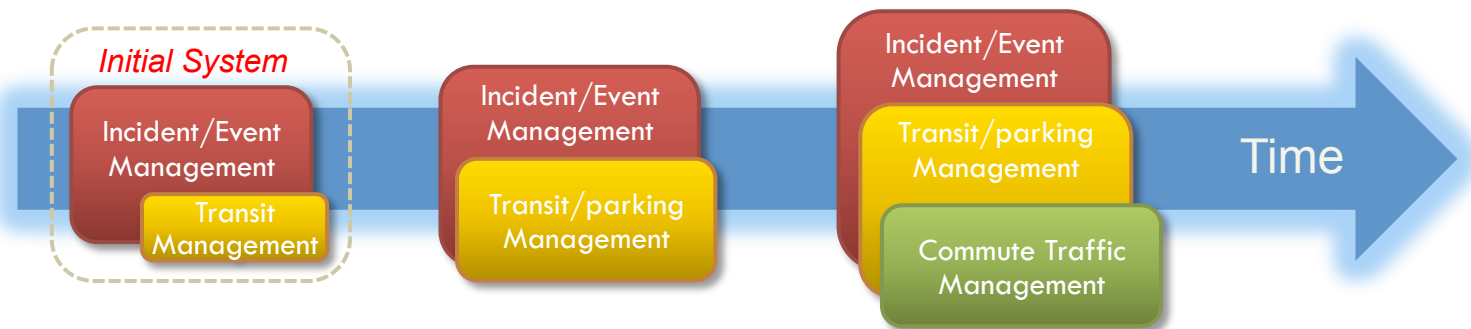 Initial System
Incident/Event
Management
Transit
Management
Incident/Event
Management
Transit/parking
Management
Incident/Event
Management
Transit/parking
Management
Commute Traffic
Management
Time